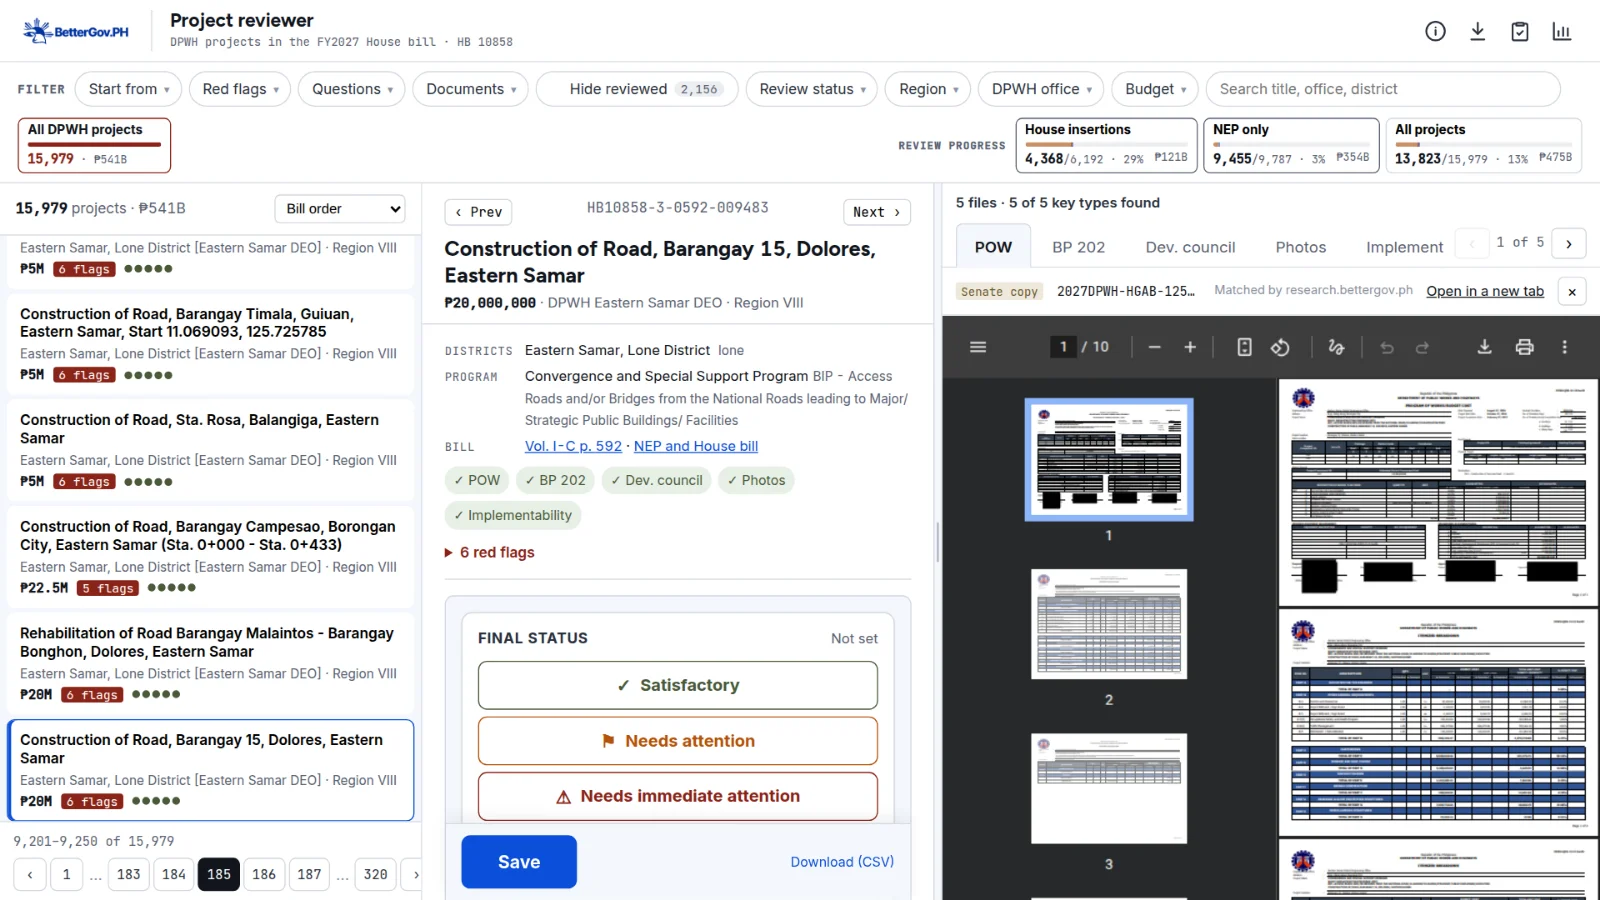 BetterGov.PH
Project reviewer
DPWH projects in the FY2027 House bill · HB 10858
FILTER
Start from
Red flags
Questions
Documents
Hide reviewed 2,156
Review status
Region
DPWH office
Budget
Search title, office, district
All DPWH projects
15,979 · ₱541B
REVIEW PROGRESS
House insertions
4,368/6,192 · 29% ₱121B
NEP only
9,455/9,787 · 3% ₱354B
All projects
13,823/15,979 · 13% ₱475B
15,979 projects · ₱541B
Bill order
Eastern Samar, Lone District [Eastern Samar DEO] · Region VIII
₱5M 6 flags
Construction of Road, Barangay Timala, Guiuan,
Eastern Samar, Start 11.069093, 125.725785
Eastern Samar, Lone District [Eastern Samar DEO] · Region VIII
₱5M 6 flags
Construction of Road, Sta. Rosa, Balangiga, Eastern
Samar
Eastern Samar, Lone District [Eastern Samar DEO] · Region VIII
₱5M 6 flags
Construction of Road, Barangay Campesao, Borongan
City, Eastern Samar (Sta. 0+000 - Sta. 0+433)
Eastern Samar, Lone District [Eastern Samar DEO] · Region VIII
₱22.5M 5 flags
Rehabilitation of Road Barangay Malaintos - Barangay
Bonghon, Dolores, Eastern Samar
Eastern Samar, Lone District [Eastern Samar DEO] · Region VIII
₱20M 6 flags
Construction of Road, Barangay 15, Dolores, Eastern
Samar
Eastern Samar, Lone District [Eastern Samar DEO] · Region VIII
₱20M 6 flags
9,201–9,250 of 15,979
‹ 1 ... 183 184 185 186 187 ... 320 ›
‹ Prev
HB10858-3-0592-009483
Next ›
Construction of Road, Barangay 15, Dolores,
Eastern Samar
₱20,000,000 · DPWH Eastern Samar DEO · Region VIII
DISTRICTS Eastern Samar, Lone District lone
PROGRAM Convergence and Special Support Program BIP - Access
Roads and/or Bridges from the National Roads leading to Major/
Strategic Public Buildings/ Facilities
BILL Vol. I-C p. 592 · NEP and House bill
✓ POW ✓ BP 202 ✓ Dev. council ✓ Photos
✓ Implementability
6 red flags
FINAL STATUS Not set
✓ Satisfactory
⚑ Needs attention
⚠ Needs immediate attention
Save
Download (CSV)
5 files · 5 of 5 key types found
POW BP 202 Dev. council Photos Implement
‹ 1 of 5 ›
Senate copy 2027DPWH-HGAB-125… Matched by research.bettergov.ph Open in a new tab ×
1 / 10
1
2
3